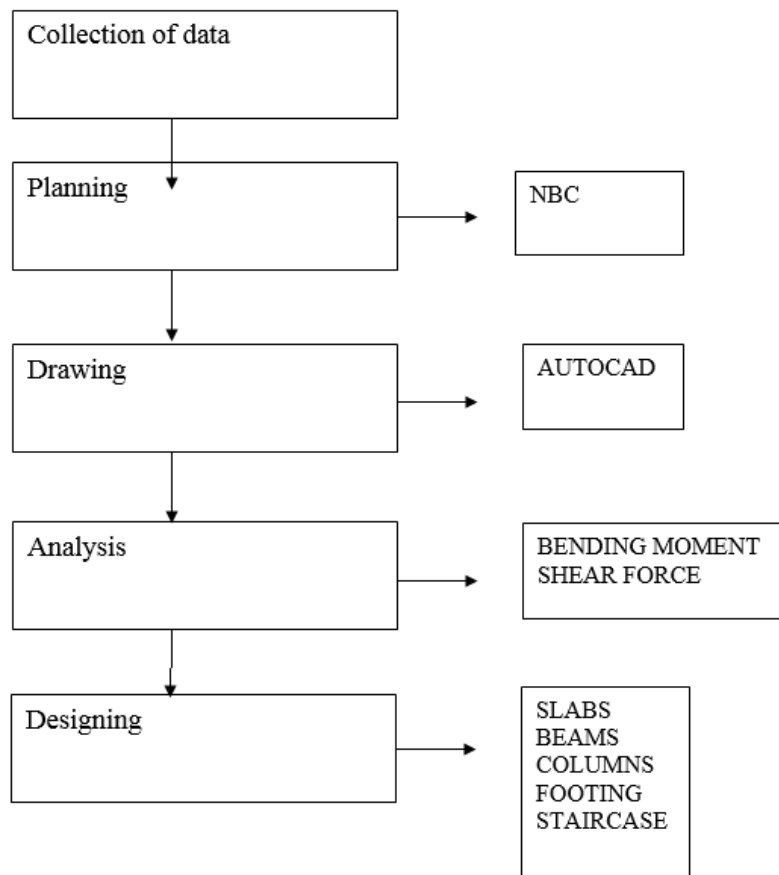 Collection of data
Planning
NBC
Drawing
AUTOCAD
Analysis
BENDING MOMENT
SHEAR FORCE
Designing
SLABS
BEAMS
COLUMNS
FOOTING
STAIRCASE